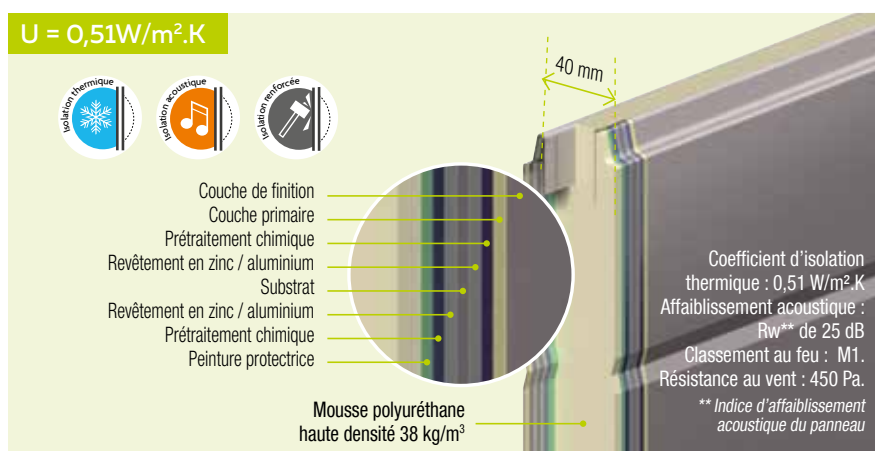 U = 0,51W/m².K
Isolation thermique
Isolation acoustique
Isolation renforcée
40 mm
Couche de finition
Couche primaire
Prétraitement chimique
Revêtement en zinc / aluminium
Substrat
Revêtement en zinc / aluminium
Prétraitement chimique
Peinture protectrice
Mousse polyuréthane
haute densité 38 kg/m³
Coefficient d'isolation
thermique : 0,51 W/m².K
Affaiblissement acoustique :
Rw** de 25 dB
Classement au feu : M1.
Résistance au vent : 450 Pa.
** Indice d'affaiblissement
acoustique du panneau